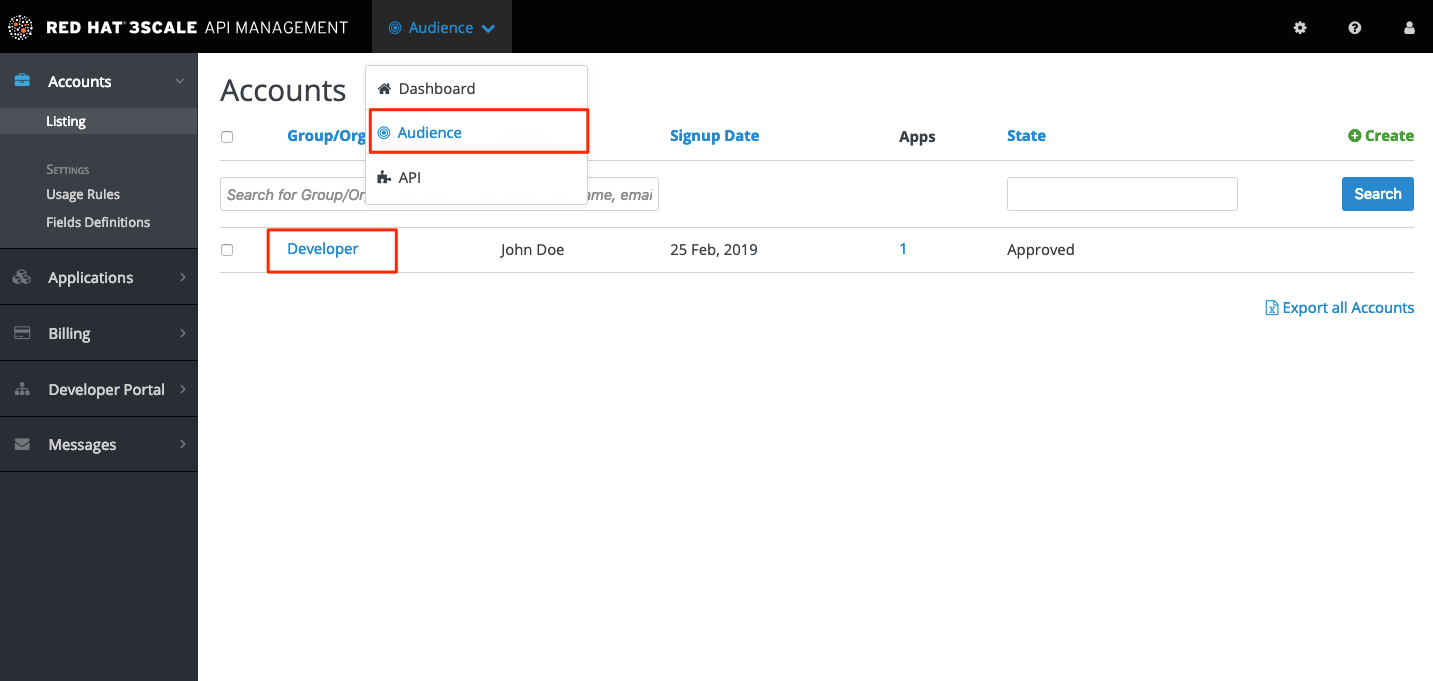 RED HAT 3SCALE API MANAGEMENT
Audience
Accounts
Listing
SETTINGS
Usage Rules
Fields Definitions
Applications
Billing
Developer Portal
Messages
Accounts
Dashboard
Audience
API
Group/Org
Signup Date
Apps
State
Create
Search for Group/Or
me, emai
Search
Developer
John Doe
25 Feb, 2019
1
Approved
Export all Accounts